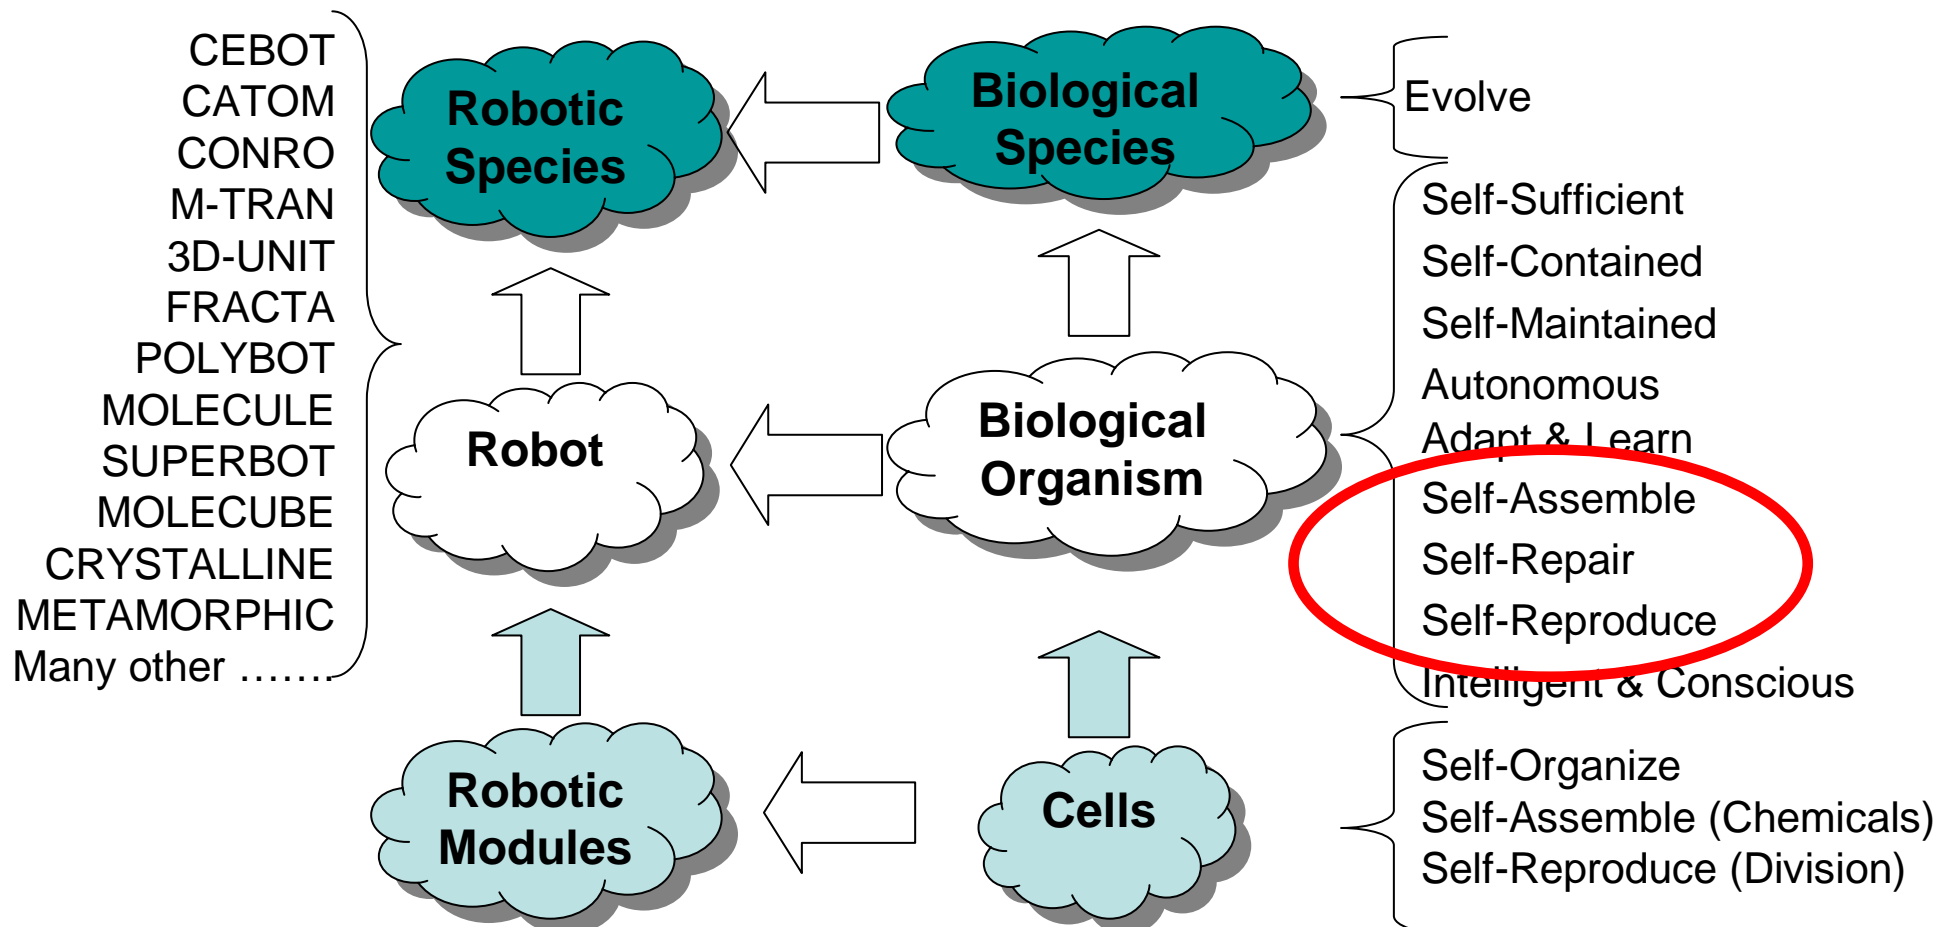 CEBOT
CATOM
CONRO
M-TRAN
3D-UNIT
FRACTA
POLYBOT
MOLECULE
SUPERBOT
MOLECUBE
CRYSTALLINE
METAMORPHIC
Many other …….
Robotic
Species
Biological
Species
Robot
Biological
Organism
Robotic
Modules
Cells
Evolve
Self-Sufficient
Self-Contained
Self-Maintained
Autonomous
Adapt & Learn
Self-Assemble
Self-Repair
Self-Reproduce
Intelligent & Conscious
Self-Organize
Self-Assemble (Chemicals)
Self-Reproduce (Division)